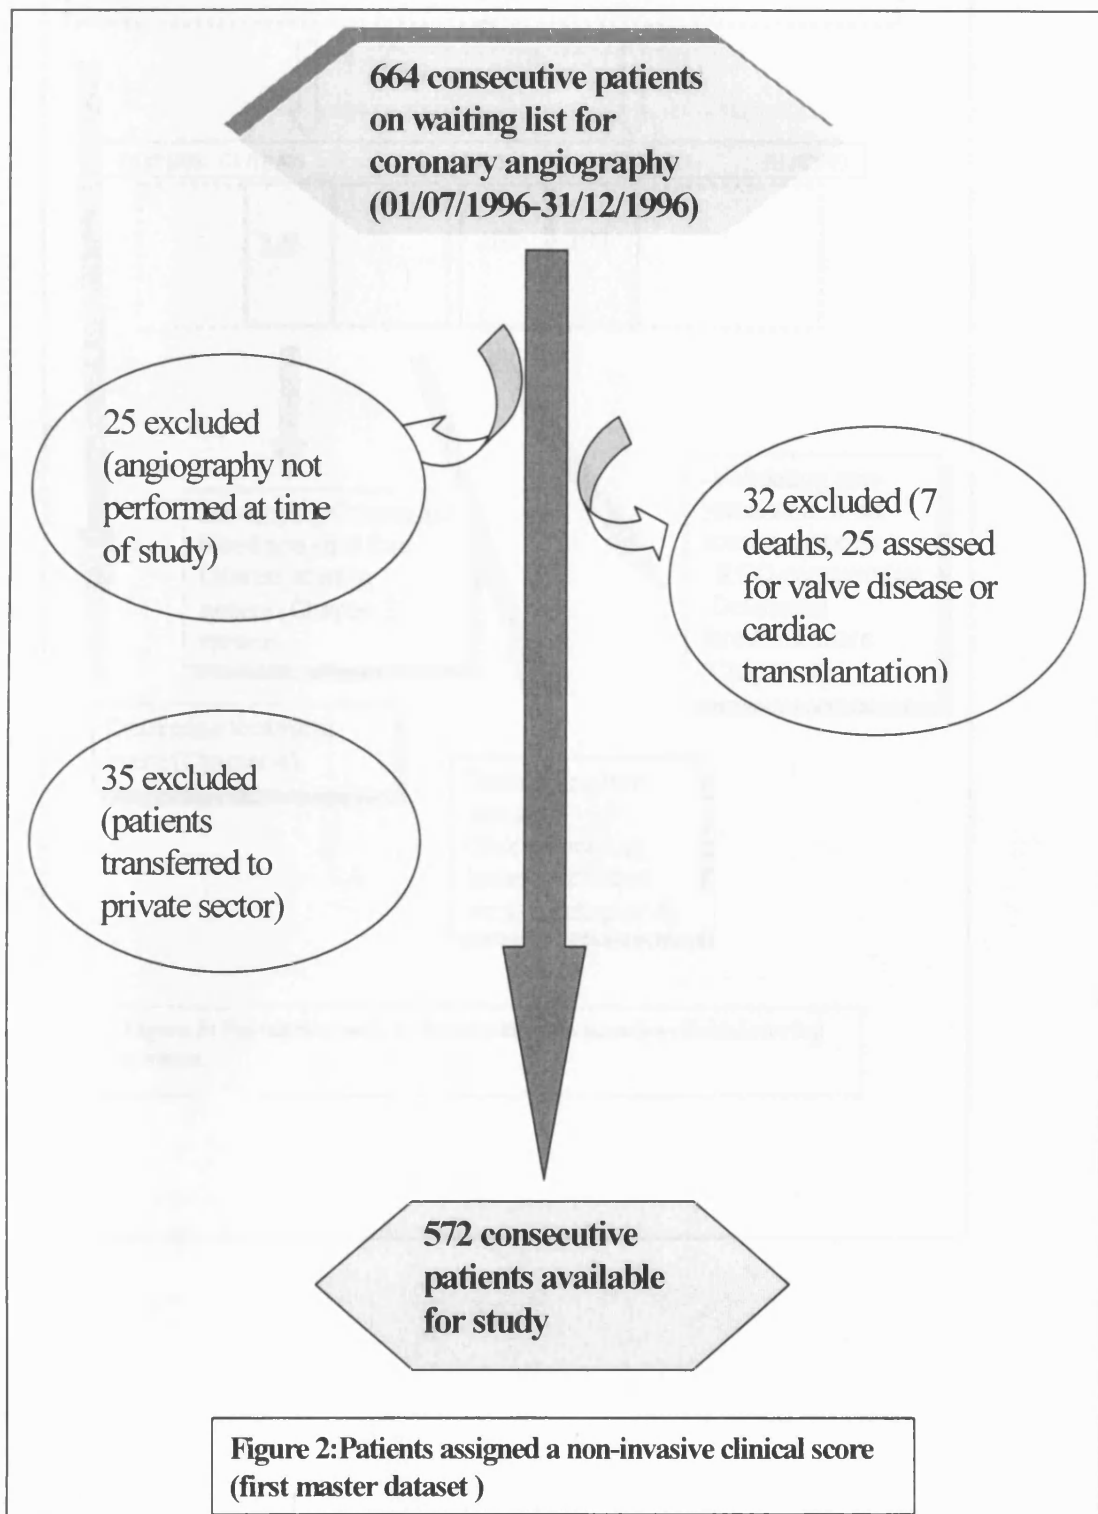 664 consecutive patients
on waiting list for
coronary angiography
(01/07/1996-31/12/1996)
25 excluded
(angiography not
performed at time
of study)
32 excluded (7
deaths, 25 assessed
for valve disease or
cardiac
transplantation)
35 excluded
(patients
transferred to
private sector)
572 consecutive
patients available
for study
Figure 2:Patients assigned a non-invasive clinical score
(first master dataset )